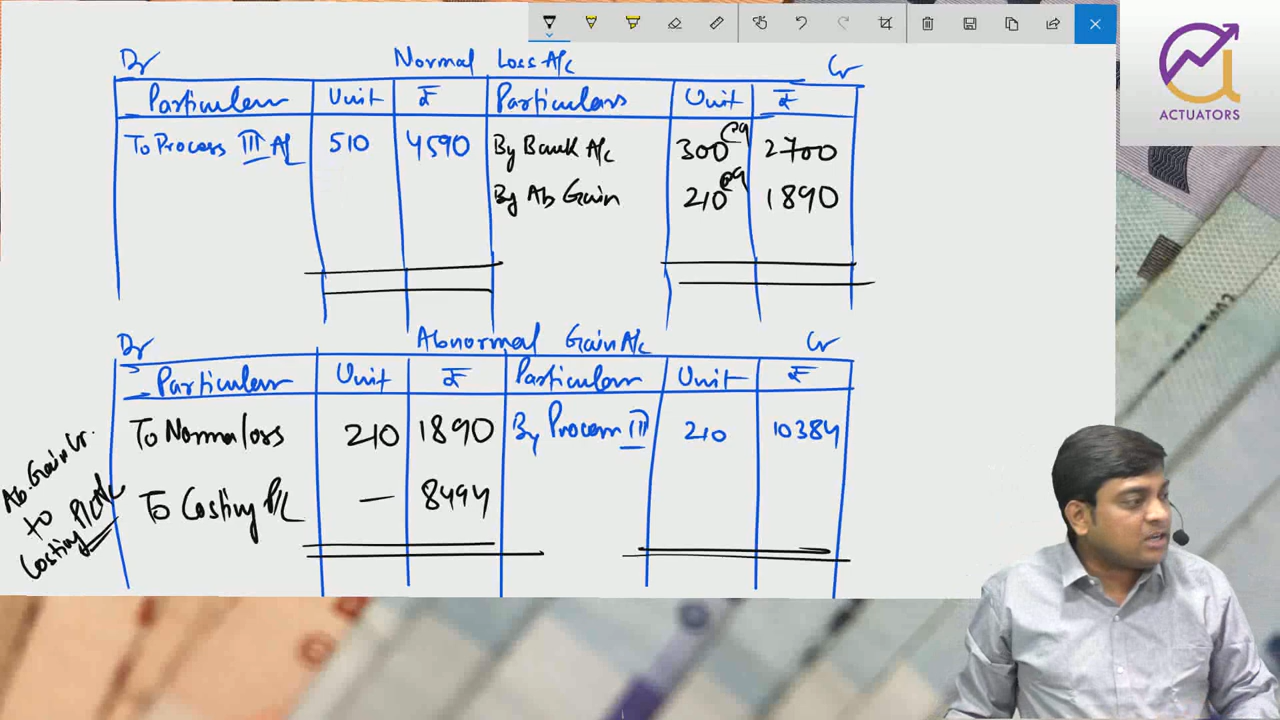 ACTUATORS
Dr Normal Loss A/c Cr
Particulars Unit ₹ Particulars Unit ₹
To Process III A/c 510 4590 By Bank A/c 300 @9 2700
By Ab Gain 210 @9 1890
Dr Abnormal Gain A/c Cr
Particulars Unit ₹ Particulars Unit ₹
To Normal loss 210 1890 By Process III 210 10384
To Costing P/L — 8494
Ab. Gain Cr.
to
Costing P/L A/c